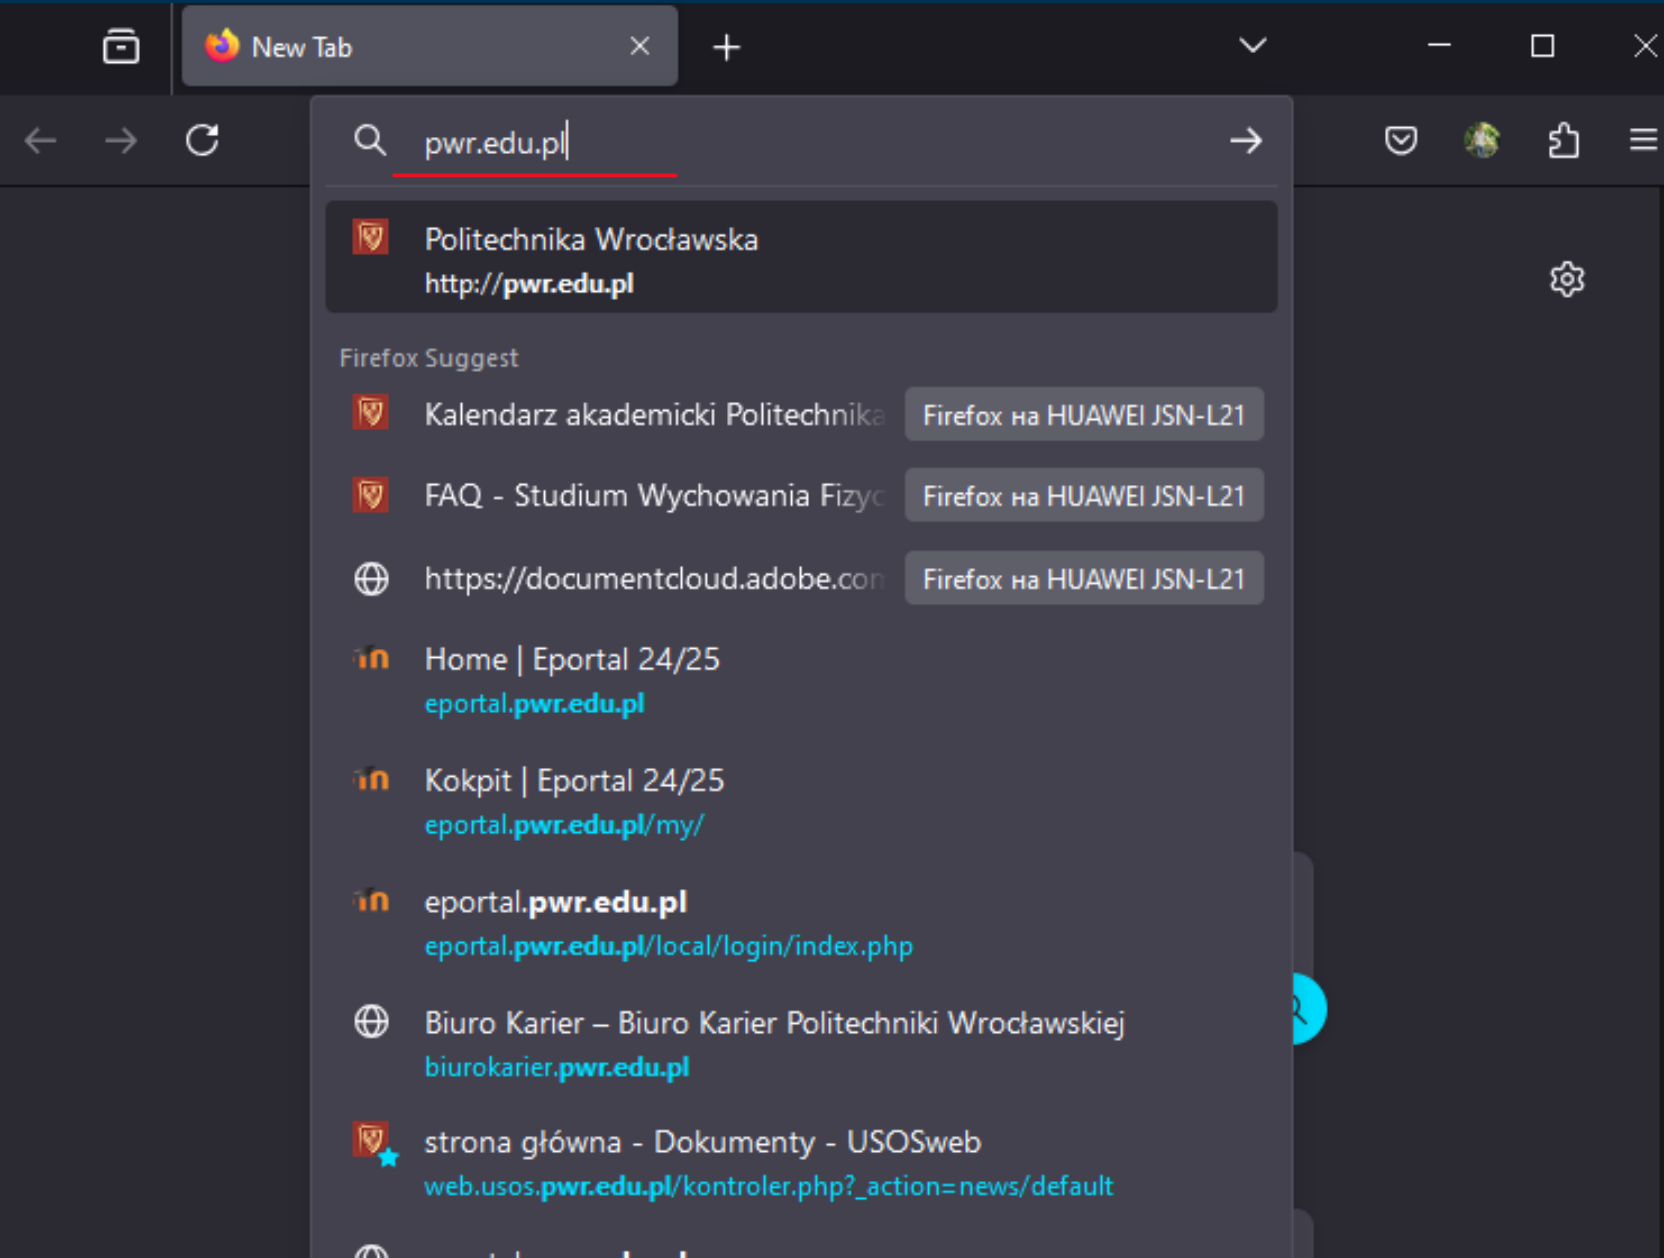 New Tab
pwr.edu.pl
Politechnika Wrocławska
http://pwr.edu.pl
Firefox Suggest
Kalendarz akademicki Politechnika Firefox на HUAWEI JSN-L21
FAQ - Studium Wychowania Fizyc Firefox на HUAWEI JSN-L21
https://documentcloud.adobe.com Firefox на HUAWEI JSN-L21
Home | Eportal 24/25
eportal.pwr.edu.pl
Kokpit | Eportal 24/25
eportal.pwr.edu.pl/my/
eportal.pwr.edu.pl
eportal.pwr.edu.pl/local/login/index.php
Biuro Karier – Biuro Karier Politechniki Wrocławskiej
biurokarier.pwr.edu.pl
strona główna - Dokumenty - USOSweb
web.usos.pwr.edu.pl/kontroler.php?_action=news/default